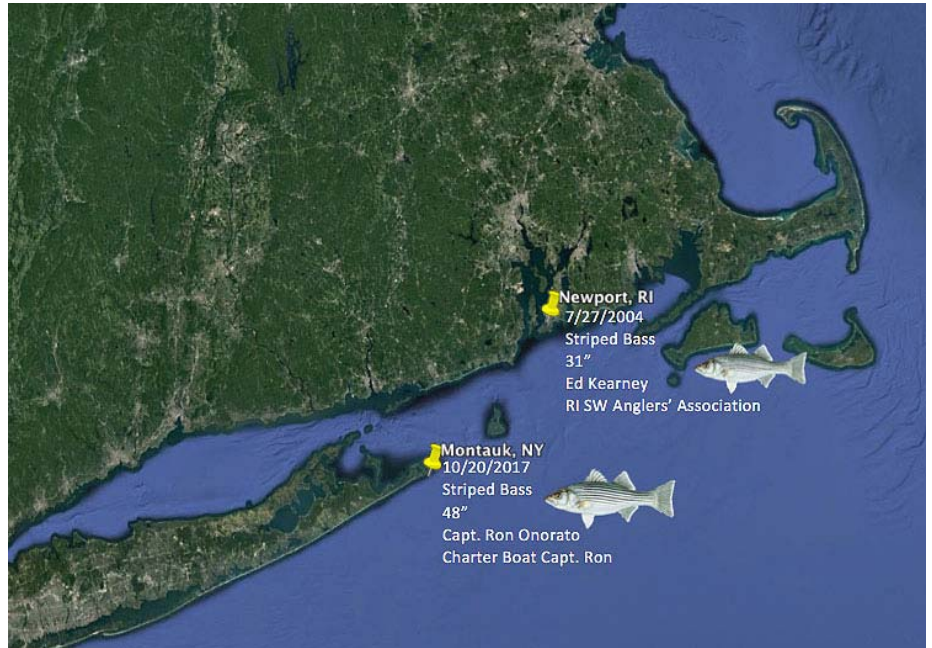 Newport, RI
7/27/2004
Striped Bass
31”
Ed Kearney
RI SW Anglers’ Association
Montauk, NY
10/20/2017
Striped Bass
48”
Capt. Ron Onorato
Charter Boat Capt. Ron